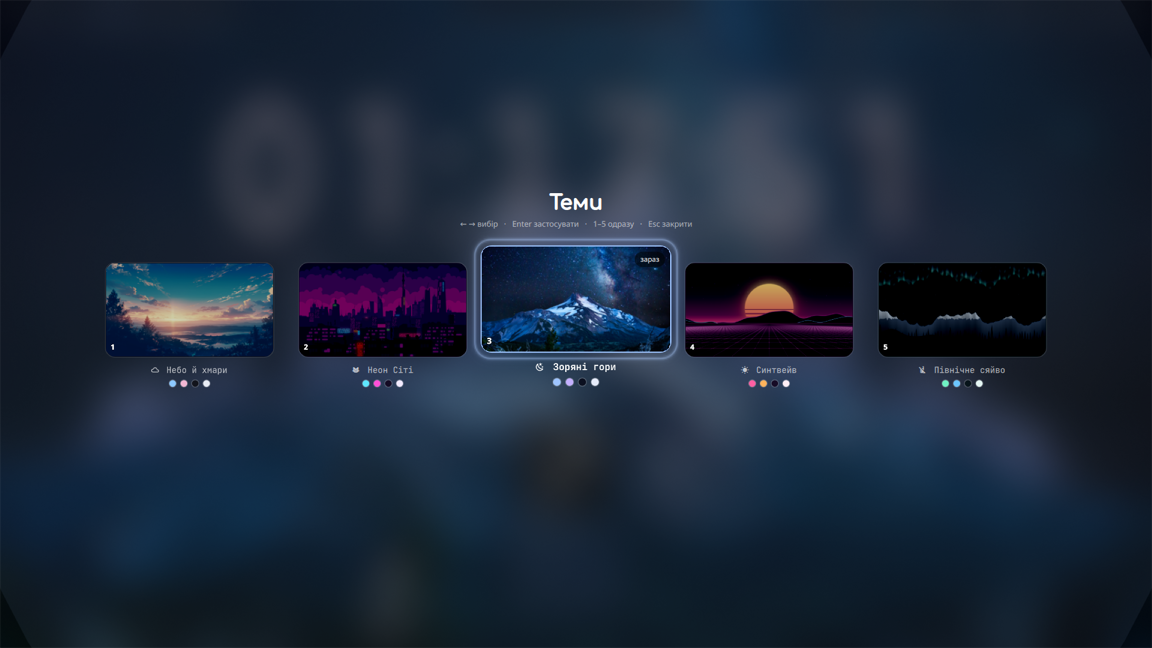 Теми
←→ вибір · Enter застосувати · 1–5 одразу · Esc закрити
зараз
1
2
3
4
5
Небо й хмари
Неон Сіті
Зоряні гори
Синтвейв
Північне сяйво